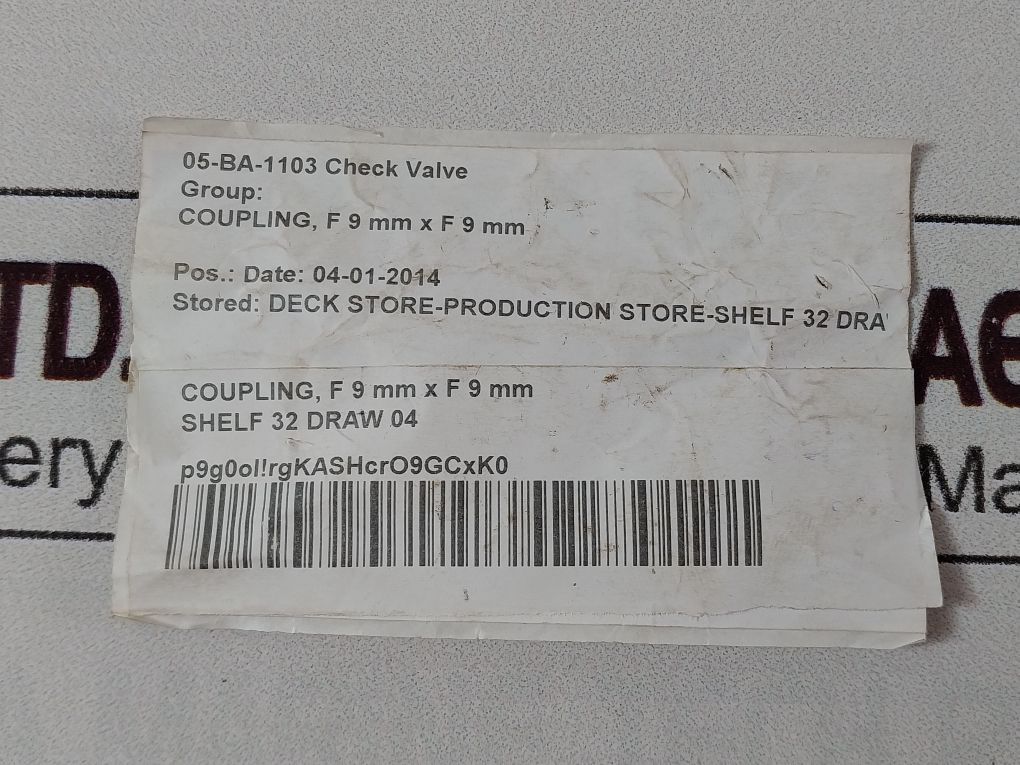 05-BA-1103 Check Valve
Group:
COUPLING, F 9 mm x F 9 mm
Pos.: Date: 04-01-2014
Stored: DECK STORE-PRODUCTION STORE-SHELF 32 DRA
COUPLING, F 9 mm x F 9 mm
SHELF 32 DRAW 04
p9g0ol!rgKASHcrO9GCxK0
TD.
ery
Ma